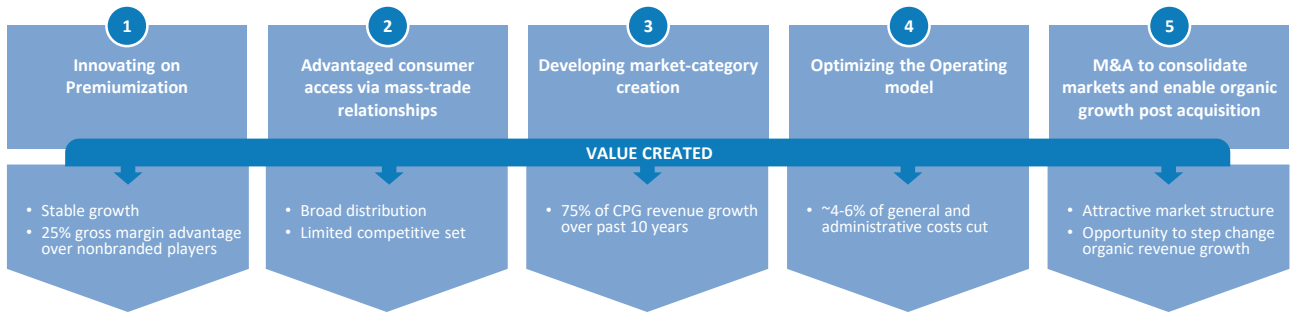 1
Innovating on
Premiumization
2
Advantaged consumer
access via mass-trade
relationships
3
Developing market-category
creation
4
Optimizing the Operating
model
5
M&A to consolidate
markets and enable organic
growth post acquisition
VALUE CREATED
• Stable growth
• 25% gross margin advantage
over nonbranded players
• Broad distribution
• Limited competitive set
• 75% of CPG revenue growth
over past 10 years
• ~4-6% of general and
administrative costs cut
• Attractive market structure
• Opportunity to step change
organic revenue growth